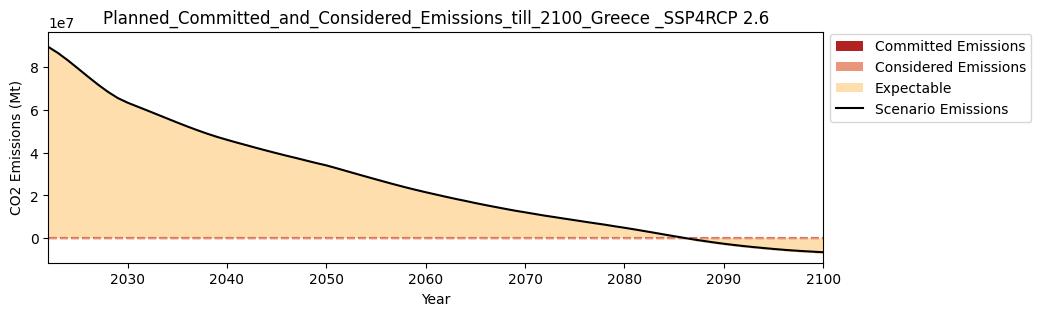 Planned_Committed_and_Considered_Emissions_till_2100_Greece _SSP4RCP 2.6
1e7
8
6
4
2
0
CO2 Emissions (Mt)
2030 2040 2050 2060 2070 2080 2090 2100
Year
Committed Emissions
Considered Emissions
Expectable
Scenario Emissions